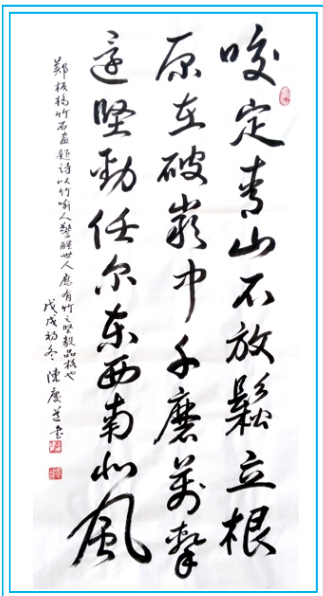 咬定青山不放鬆立根
原在破巖中千磨萬擊
還堅勁任尔東西南北風
鄭板橋竹石畫題詩以竹喻人警醒世人應有竹之堅毅品格也
戊戌初冬 陳慶書